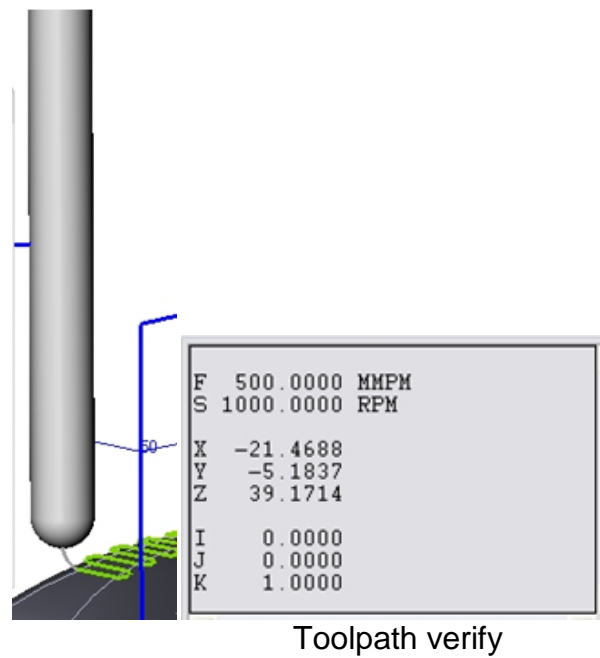 50
F 500.0000 MMPM
S 1000.0000 RPM
X -21.4688
Y -5.1837
Z 39.1714
I 0.0000
J 0.0000
K 1.0000
Toolpath verify